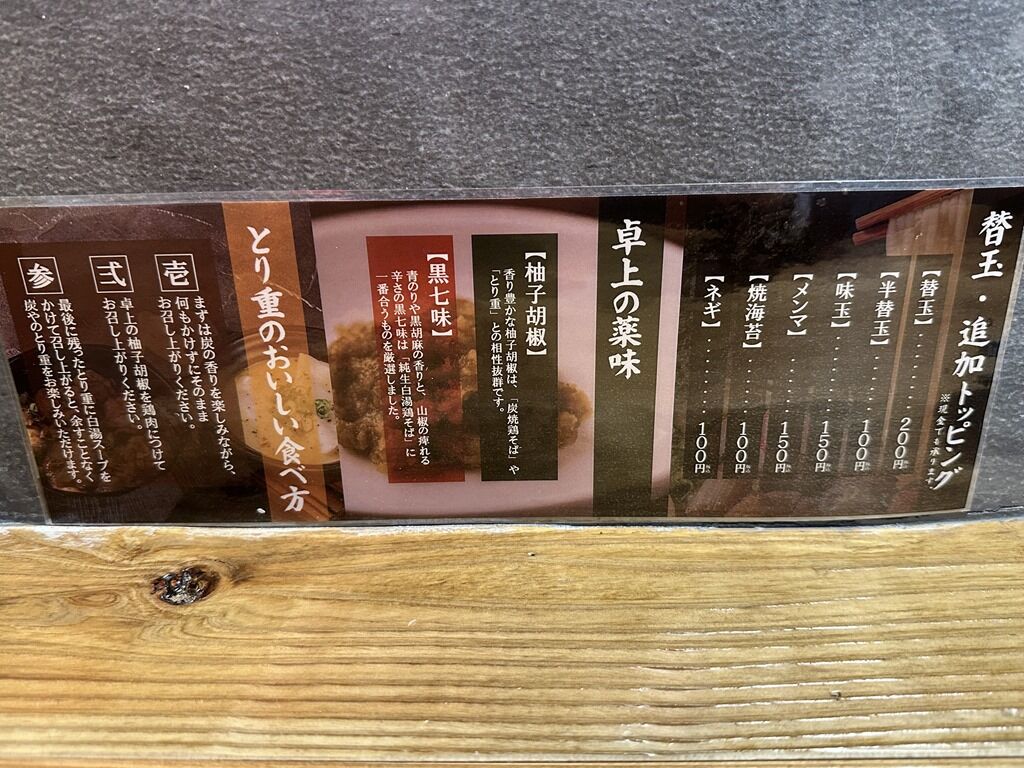 替玉・追加トッピング
※現金で承ります
【替玉】………200円
【半替玉】………100円
【味玉】………150円
【メンマ】………150円
【焼海苔】………100円
【ネギ】………100円
卓上の薬味
【柚子胡椒】
香り豊かな柚子胡椒は、「炭焼鶏そば」や
「とり重」との相性抜群です。
【黒七味】
青のりや黒胡麻の香りと、山椒の痺れる
辛さの黒七味は「純生白湯鶏そば」に
一番合うものを厳選しました。
とり重のおいしい食べ方
壱
まずは炭の香りを楽しみながら、
何もかけずにそのまま
お召し上がりください。
弐
卓上の柚子胡椒を鶏肉につけて
お召し上がりください。
参
最後に残ったとり重に白湯スープを
かけて召し上がると、余すことなく
炭やのとり重をお楽しみいただけます。